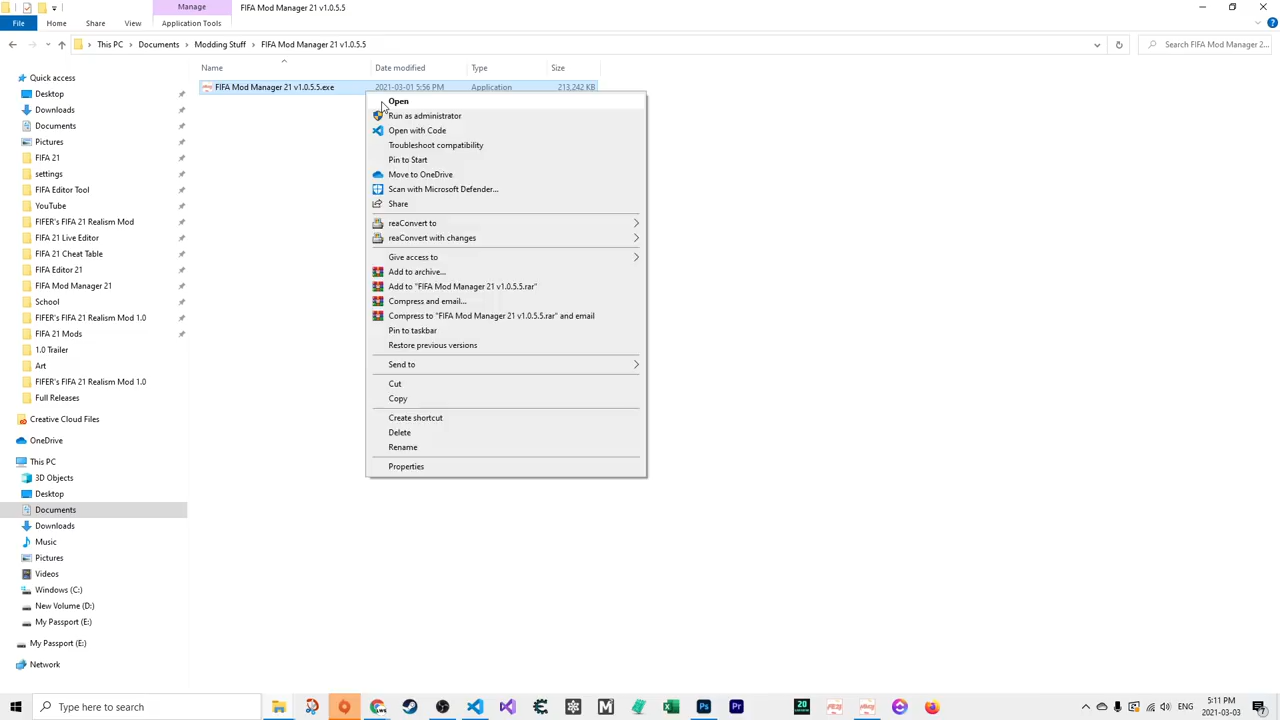 Manage
FIFA Mod Manager 21 v1.0.5.5
File
Home
Share
View
Application Tools
This PC
Documents
Modding Stuff
FIFA Mod Manager 21 v1.0.5.5
Search FIFA Mod Manager 2...
Name
Date modified
Type
Size
FIFA Mod Manager 21 v1.0.5.5.exe
2021-03-01 5:56 PM
Application
213,242 KB
Quick access
Desktop
Downloads
Documents
Pictures
FIFA 21
settings
FIFA Editor Tool
YouTube
FIFER's FIFA 21 Realism Mod
FIFA 21 Live Editor
FIFA 21 Cheat Table
FIFA Editor 21
FIFA Mod Manager 21
School
FIFER's FIFA 21 Realism Mod 1.0
FIFA 21 Mods
1.0 Trailer
Art
FIFER's FIFA 21 Realism Mod 1.0
Full Releases
Creative Cloud Files
OneDrive
This PC
3D Objects
Desktop
Documents
Downloads
Music
Pictures
Videos
Windows (C:)
New Volume (D:)
My Passport (E:)
My Passport (E:)
Network
Open
Run as administrator
Open with Code
Troubleshoot compatibility
Pin to Start
Move to OneDrive
Scan with Microsoft Defender...
Share
reaConvert to
reaConvert with changes
Give access to
Add to archive...
Add to "FIFA Mod Manager 21 v1.0.5.5.rar"
Compress and email...
Compress to "FIFA Mod Manager 21 v1.0.5.5.rar" and email
Pin to taskbar
Restore previous versions
Send to
Cut
Copy
Create shortcut
Delete
Rename
Properties
Type here to search
ENG
5:11 PM
2021-03-03